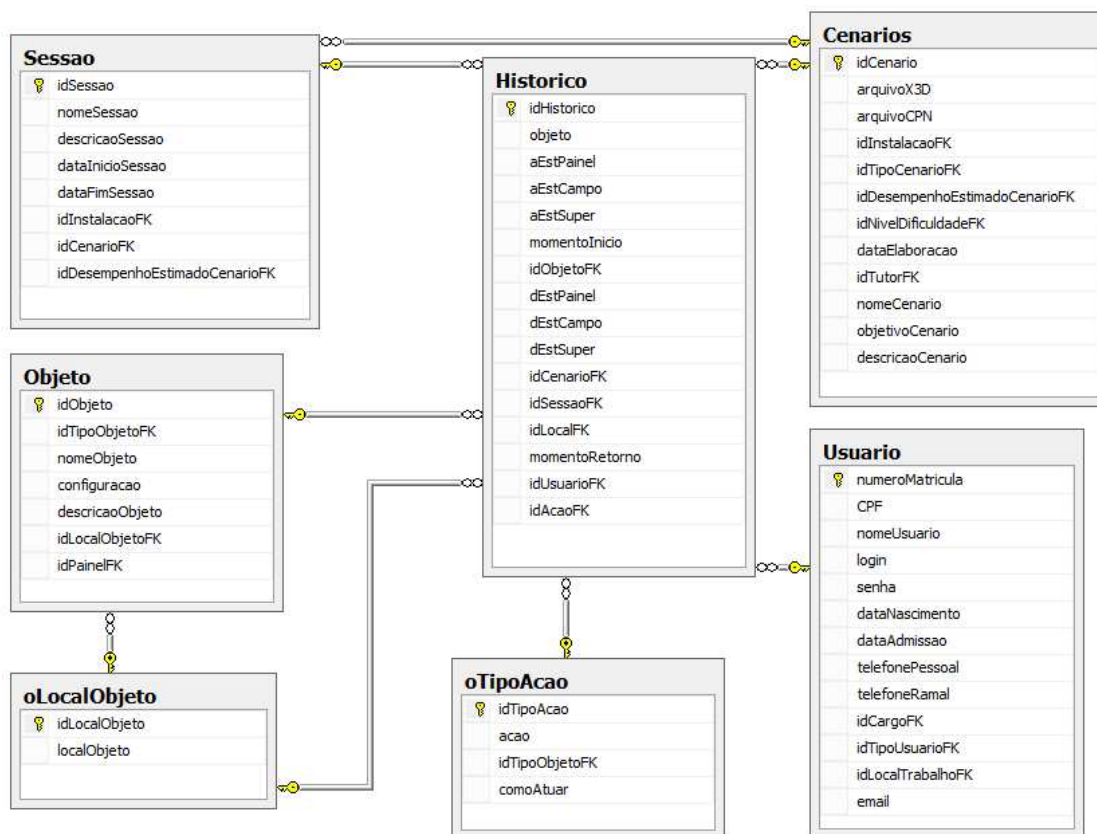 Sessao
idSessao
nomeSessao
descricaoSessao
dataInicioSessao
dataFimSessao
idInstalacaoFK
idCenarioFK
idDesempenhoEstimadoCenarioFK
Historico
idHistorico
objeto
aEstPainel
aEstCampo
aEstSuper
momentoInicio
idObjetoFK
dEstPainel
dEstCampo
dEstSuper
idCenarioFK
idSessaoFK
idLocalFK
momentoRetorno
idUsuarioFK
idAcaoFK
Cenarios
idCenario
arquivoX3D
arquivoCPN
idInstalacaoFK
idTipoCenarioFK
idDesempenhoEstimadoCenarioFK
idNivelDificuldadeFK
dataElaboracao
idTutorFK
nomeCenario
objetivoCenario
descricaoCenario
Objeto
idObjeto
idTipoObjetoFK
nomeObjeto
configuracao
descricaoObjeto
idLocalObjetoFK
idPainelFK
Usuario
numeroMatricula
CPF
nomeUsuario
login
senha
dataNascimento
dataAdmissao
telefonePessoal
telefoneRamal
idCargoFK
idTipoUsuarioFK
idLocalTrabalhoFK
email
oLocalObjeto
idLocalObjeto
localObjeto
oTipoAcao
idTipoAcao
acao
idTipoObjetoFK
comoAtuar